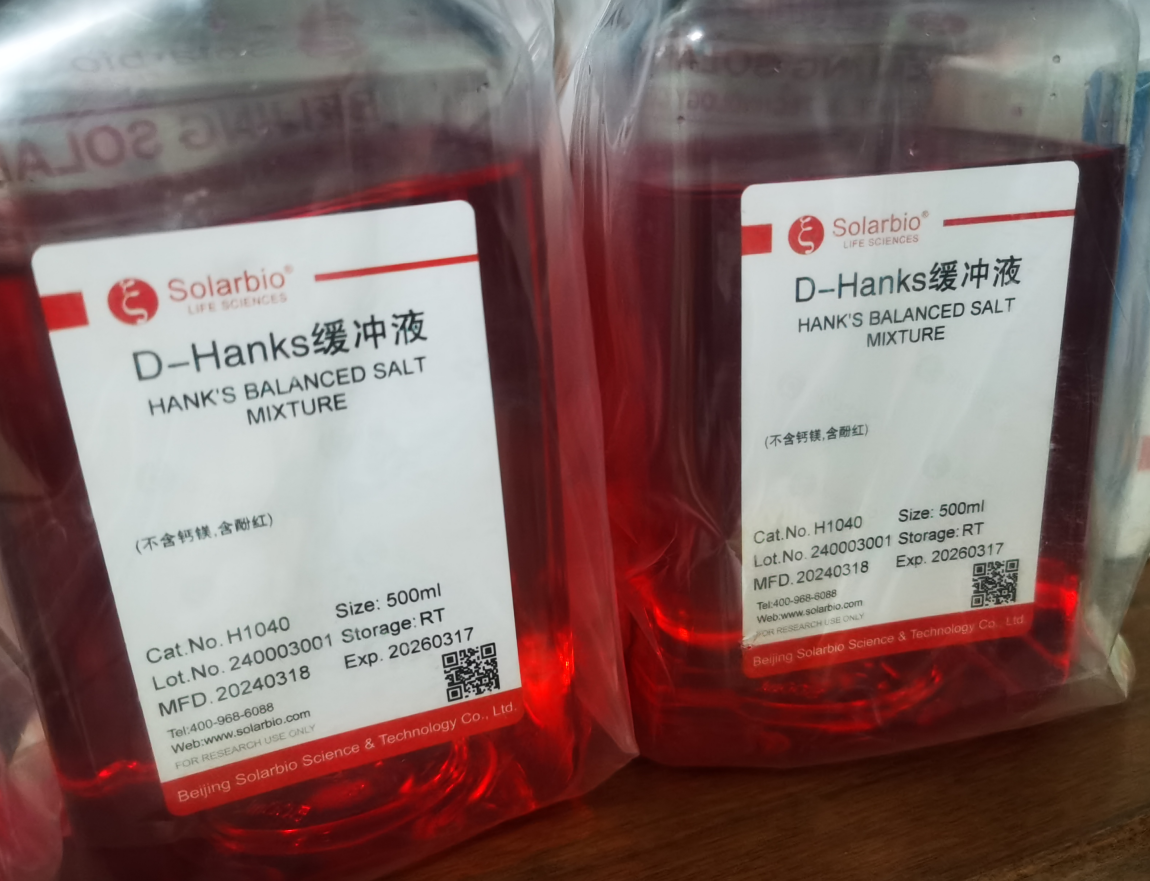 Solarbio®
LIFE SCIENCES
D-Hanks缓冲液
HANK'S BALANCED SALT
MIXTURE
(不含钙镁,含酚红)
Cat.No. H1040
Size: 500ml
Lot.No. 240003001
Storage:RT
MFD. 20240318
Exp. 20260317
Tel:400-968-6088
Web:www.solarbio.com
FOR RESEARCH USE ONLY
Beijing Solarbio Science & Technology Co., Ltd.
Solarbio®
LIFE SCIENCES
D-Hanks缓冲液
HANK'S BALANCED SALT
MIXTURE
(不含钙镁,含酚红)
Cat.No. H1040
Size: 500ml
Lot.No. 240003001
Storage:RT
MFD. 20240318
Exp. 20260317
Tel:400-968-6088
Web:www.solarbio.com
FOR RESEARCH USE ONLY
Beijing Solarbio Science & Technology Co., Ltd.